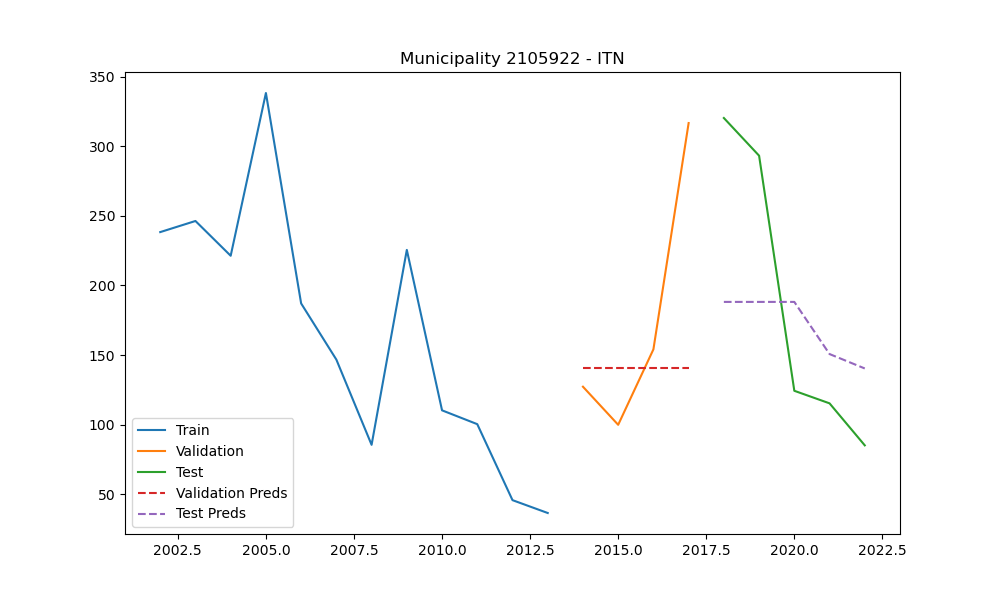 Municipality 2105922 - ITN
350
300
250
200
150
100
50
Train
Validation
Test
Validation Preds
Test Preds
2002.5 2005.0 2007.5 2010.0 2012.5 2015.0 2017.5 2020.0 2022.5